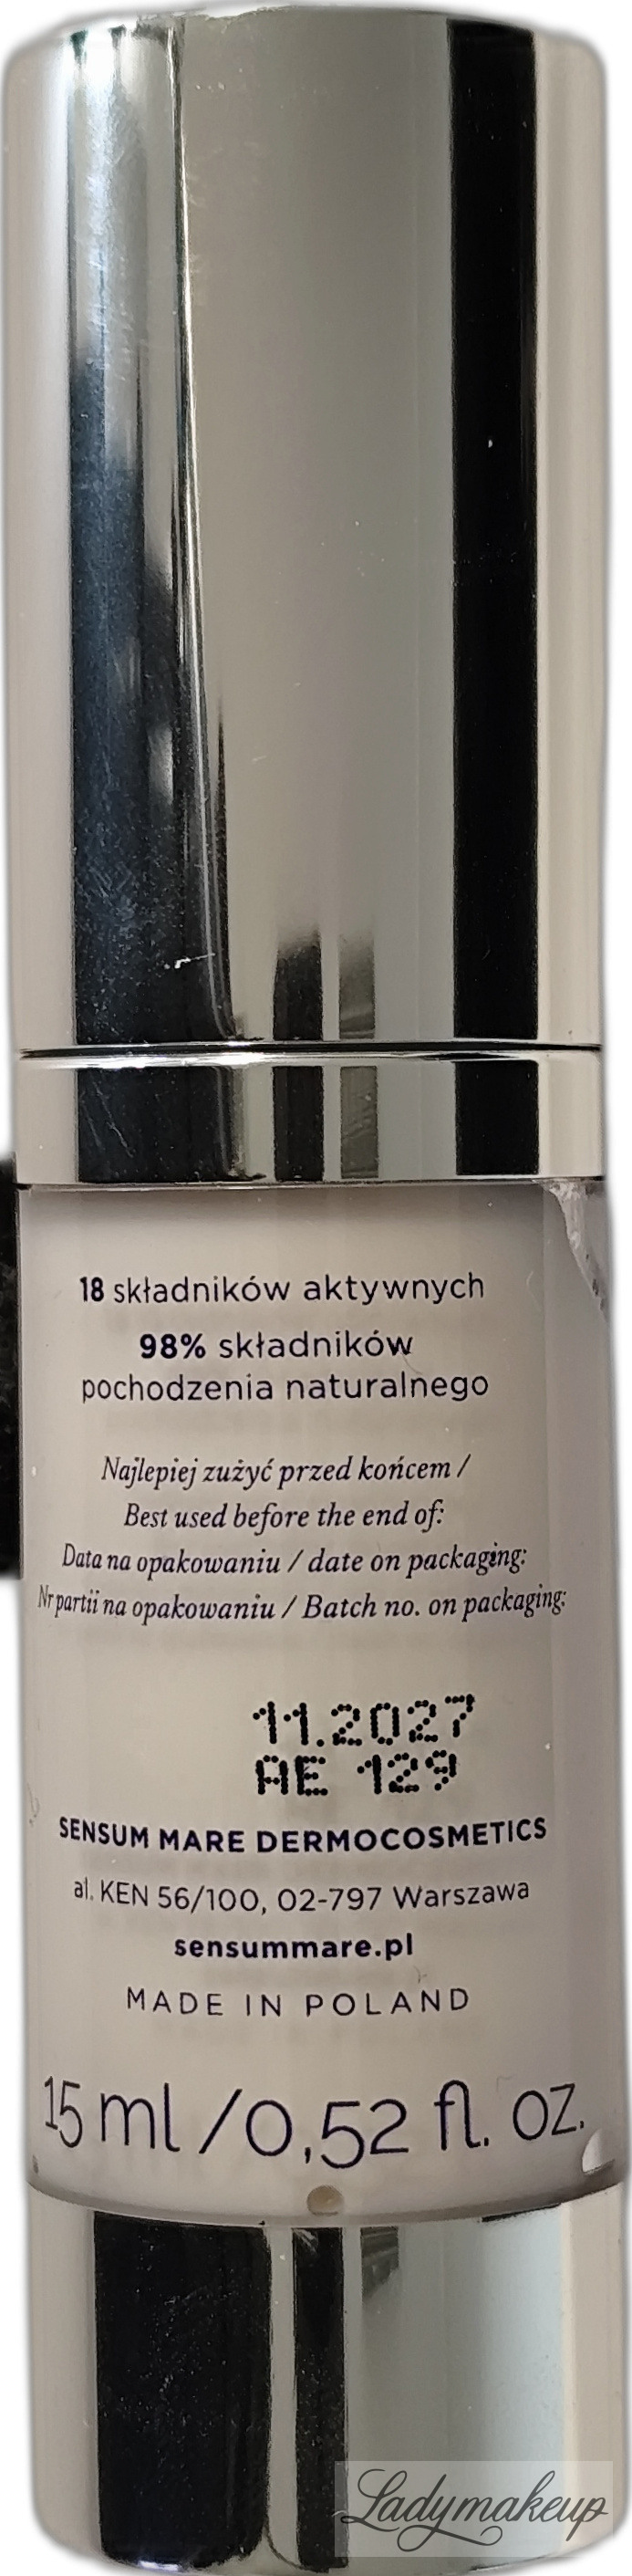 18 składników aktywnych
98% składników
pochodzenia naturalnego
Najlepiej zużyć przed końcem /
Best used before the end of:
Data na opakowaniu / date on packaging:
Nr partii na opakowaniu / Batch no. on packaging:
11.2027
AE 129
SENSUM MARE DERMOCOSMETICS
al. KEN 56/100, 02-797 Warszawa
sensummare.pl
MADE IN POLAND
15 ml /0,52 fl. oz.
Ladymakeup